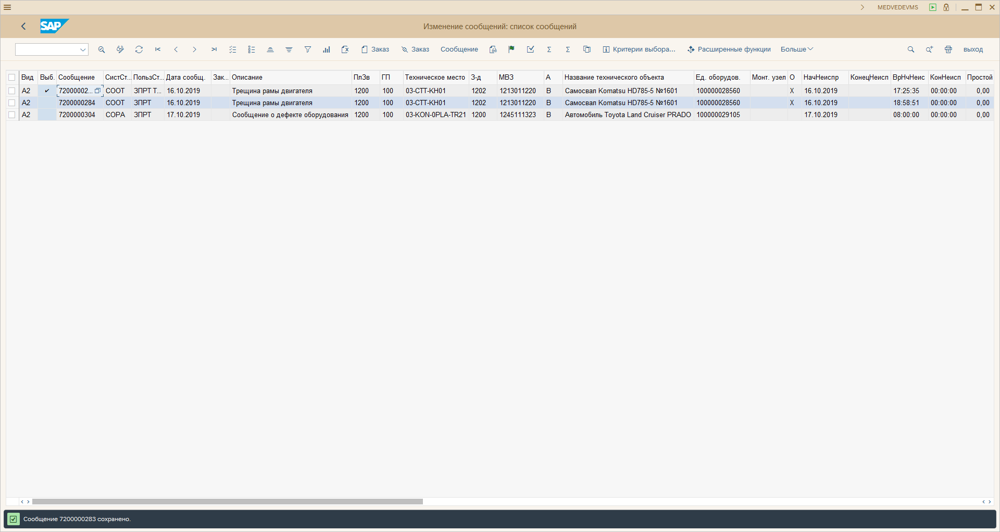 MEDVEDEVMS
SAP Изменение сообщений: список сообщений
Заказ Заказ Сообщение Σ Σ Критерии выбора... Расширенные функции Больше выход
Вид Выб. Сообщение СистСт... ПользСт... Дата сообщ. Зак... Описание ПлЗв ГП Техническое место З-д МВЗ A Название технического объекта Ед. оборудов. Монт. узел О НачНеиспр КонецНеисп ВрНчНеис КонНеисп Простой
A2 ✔ 72000002... СООТ ЗПРТ Т... 16.10.2019 Трещина рамы двигателя 1200 100 03-CTT-KH01 1202 1213011220 B Самосвал Komatsu HD785-5 №1601 100000028560 X 16.10.2019 17:25:35 00:00:00 0,00
A2 7200000284 СООТ ЗПРТ 16.10.2019 Трещина рамы двигателя 1200 100 03-CTT-KH01 1202 1213011220 B Самосвал Komatsu HD785-5 №1601 100000028560 X 16.10.2019 18:58:51 00:00:00 0,00
A2 7200000304 СОРА ЗПРТ 17.10.2019 Сообщение о дефекте оборудования 1200 100 03-KON-0PLA-TR21 1200 1245111323 B Автомобиль Toyota Land Cruiser PRADO 100000029105 17.10.2019 08:00:00 00:00:00 0,00
Сообщение 7200000283 сохранено.